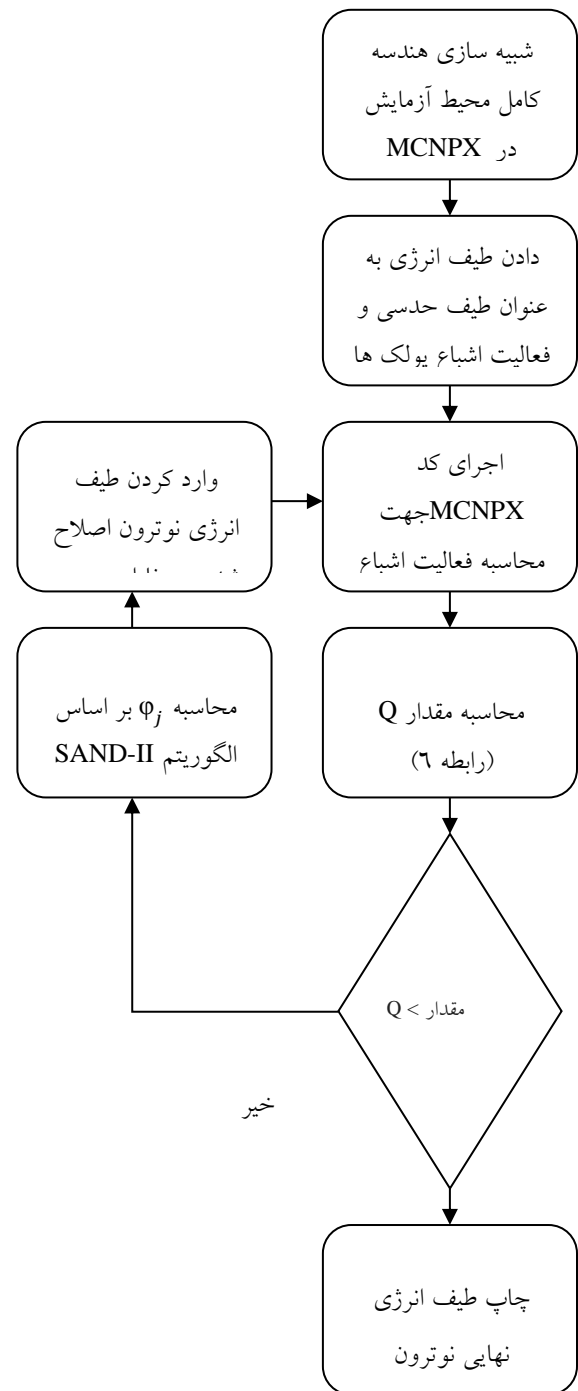 شبیه سازی هندسه
کامل محیط آزمایش
در MCNPX
دادن طیف انرژی به
عنوان طیف حدسی و
فعالیت اشباع پولک ها
اجرای کد
MCNPXجهت
محاسبه فعالیت اشباع
وارد کردن طیف
انرژی نوترون اصلاح
محاسبه φj بر اساس
الگوریتم SAND-II
محاسبه مقدار Q
(رابطه ٦)
مقدار > Q
خیر
چاپ طیف انرژی
نهایی نوترون